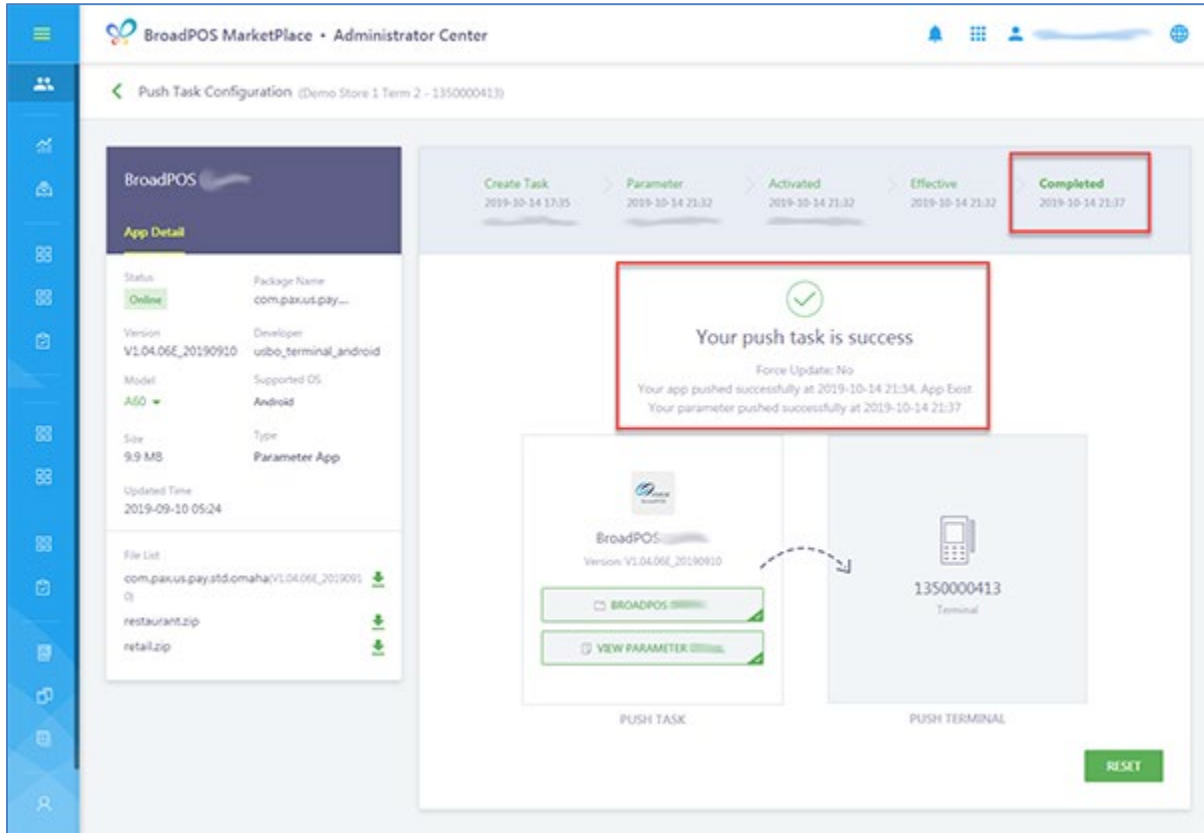 BroadPOS MarketPlace • Administrator Center
Push Task Configuration (Demo Store 1 Term 2 - 1350000413)
BroadPOS
App Detail
Status
Package Name
Online
com.pax.us.pay....
Version
Developer
V1.04.06E_20190910
usbo_terminal_android
Model
Supported OS
A60
Android
Size
Type
9.9 MB
Parameter App
Updated Time
2019-09-10 05:24
File List
com.pax.us.pay.std.omaha(V1.04.06E_2019091
0)
restaurant.zip
retail.zip
Create Task
Parameter
Activated
Effective
Completed
2019-10-14 17:35
2019-10-14 21:32
2019-10-14 21:32
2019-10-14 21:32
2019-10-14 21:37
Your push task is success
Force Update: No
Your app pushed successfully at 2019-10-14 21:34, App Exist
Your parameter pushed successfully at 2019-10-14 21:37
BroadPOS
Version: V1.04.06E_20190910
BROADPOS
VIEW PARAMETER
1350000413
Terminal
PUSH TASK
PUSH TERMINAL
RESET